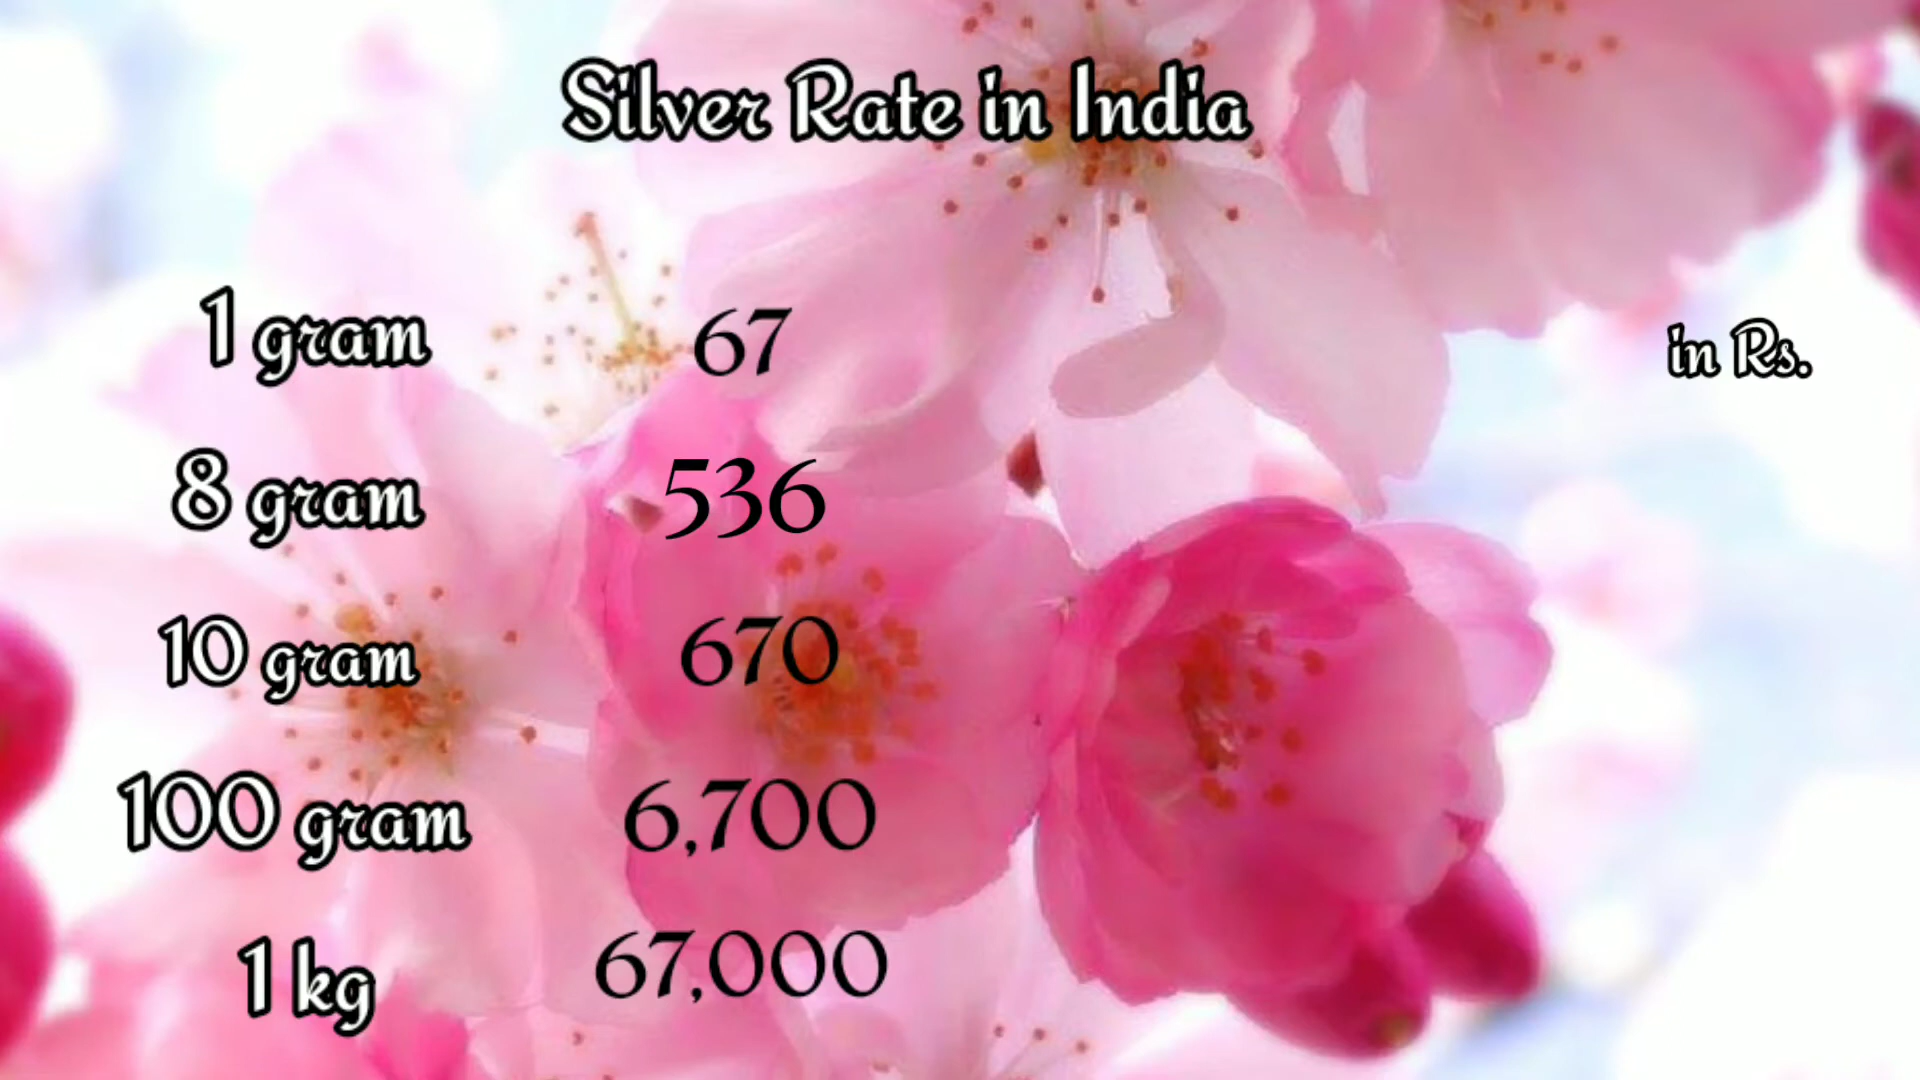 Silver Rate in India
1 gram 67 in Rs.
8 gram 536
10 gram 670
100 gram 6,700
1 kg 67,000